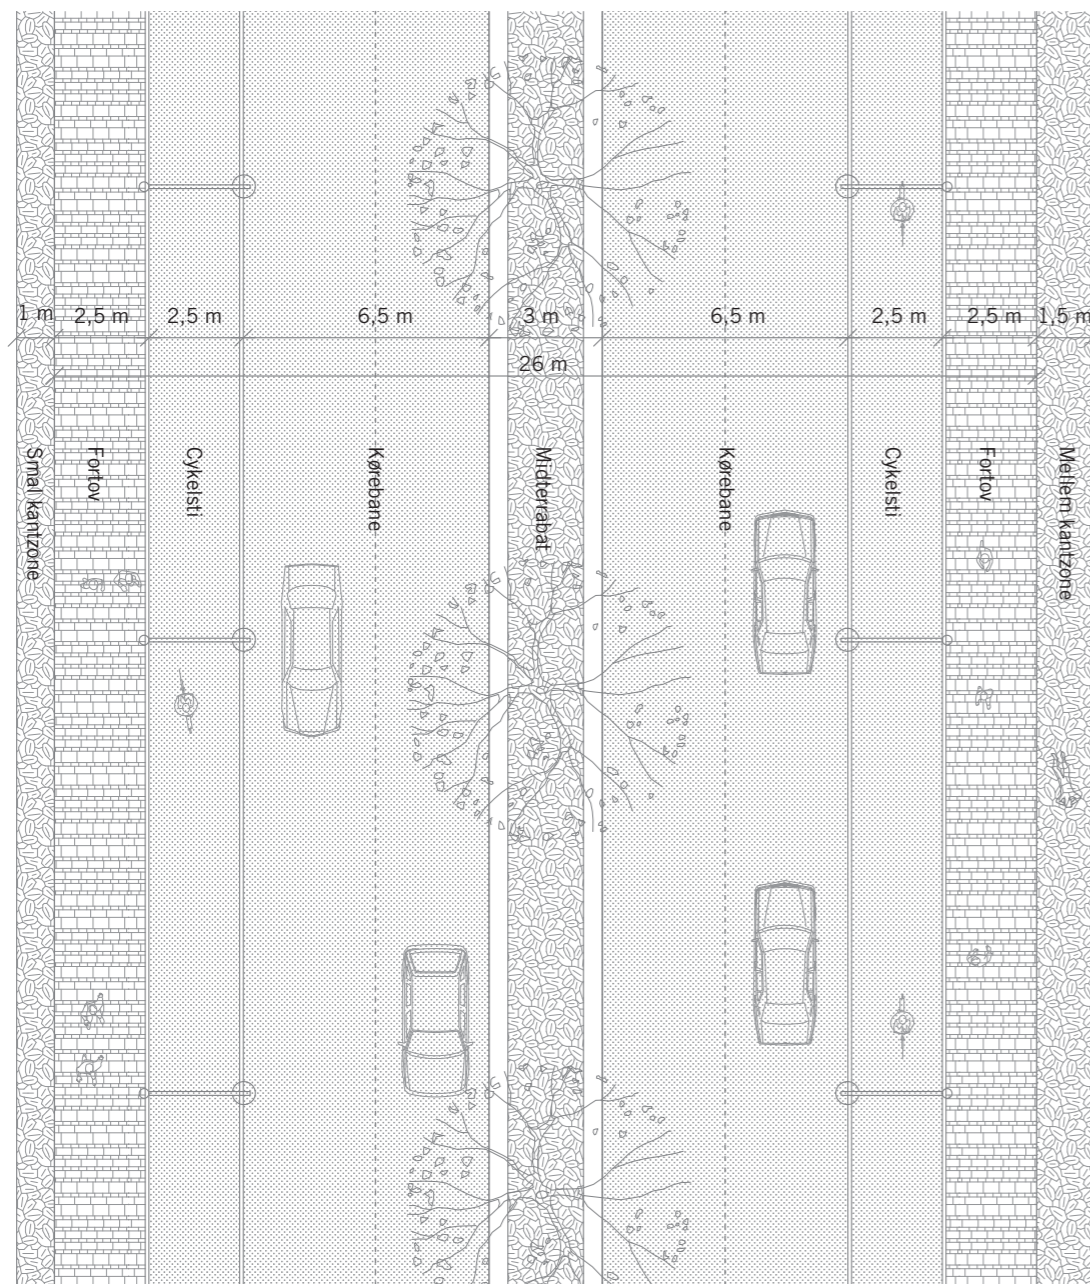 1 m
2,5 m
2,5 m
6,5 m
3 m
6,5 m
2,5 m
2,5 m
1,5 m
26 m
Smal kantzone
Fortov
Cykelsti
Kørebane
Midterrabat
Kørebane
Cykelsti
Fortov
Mellem kantzone